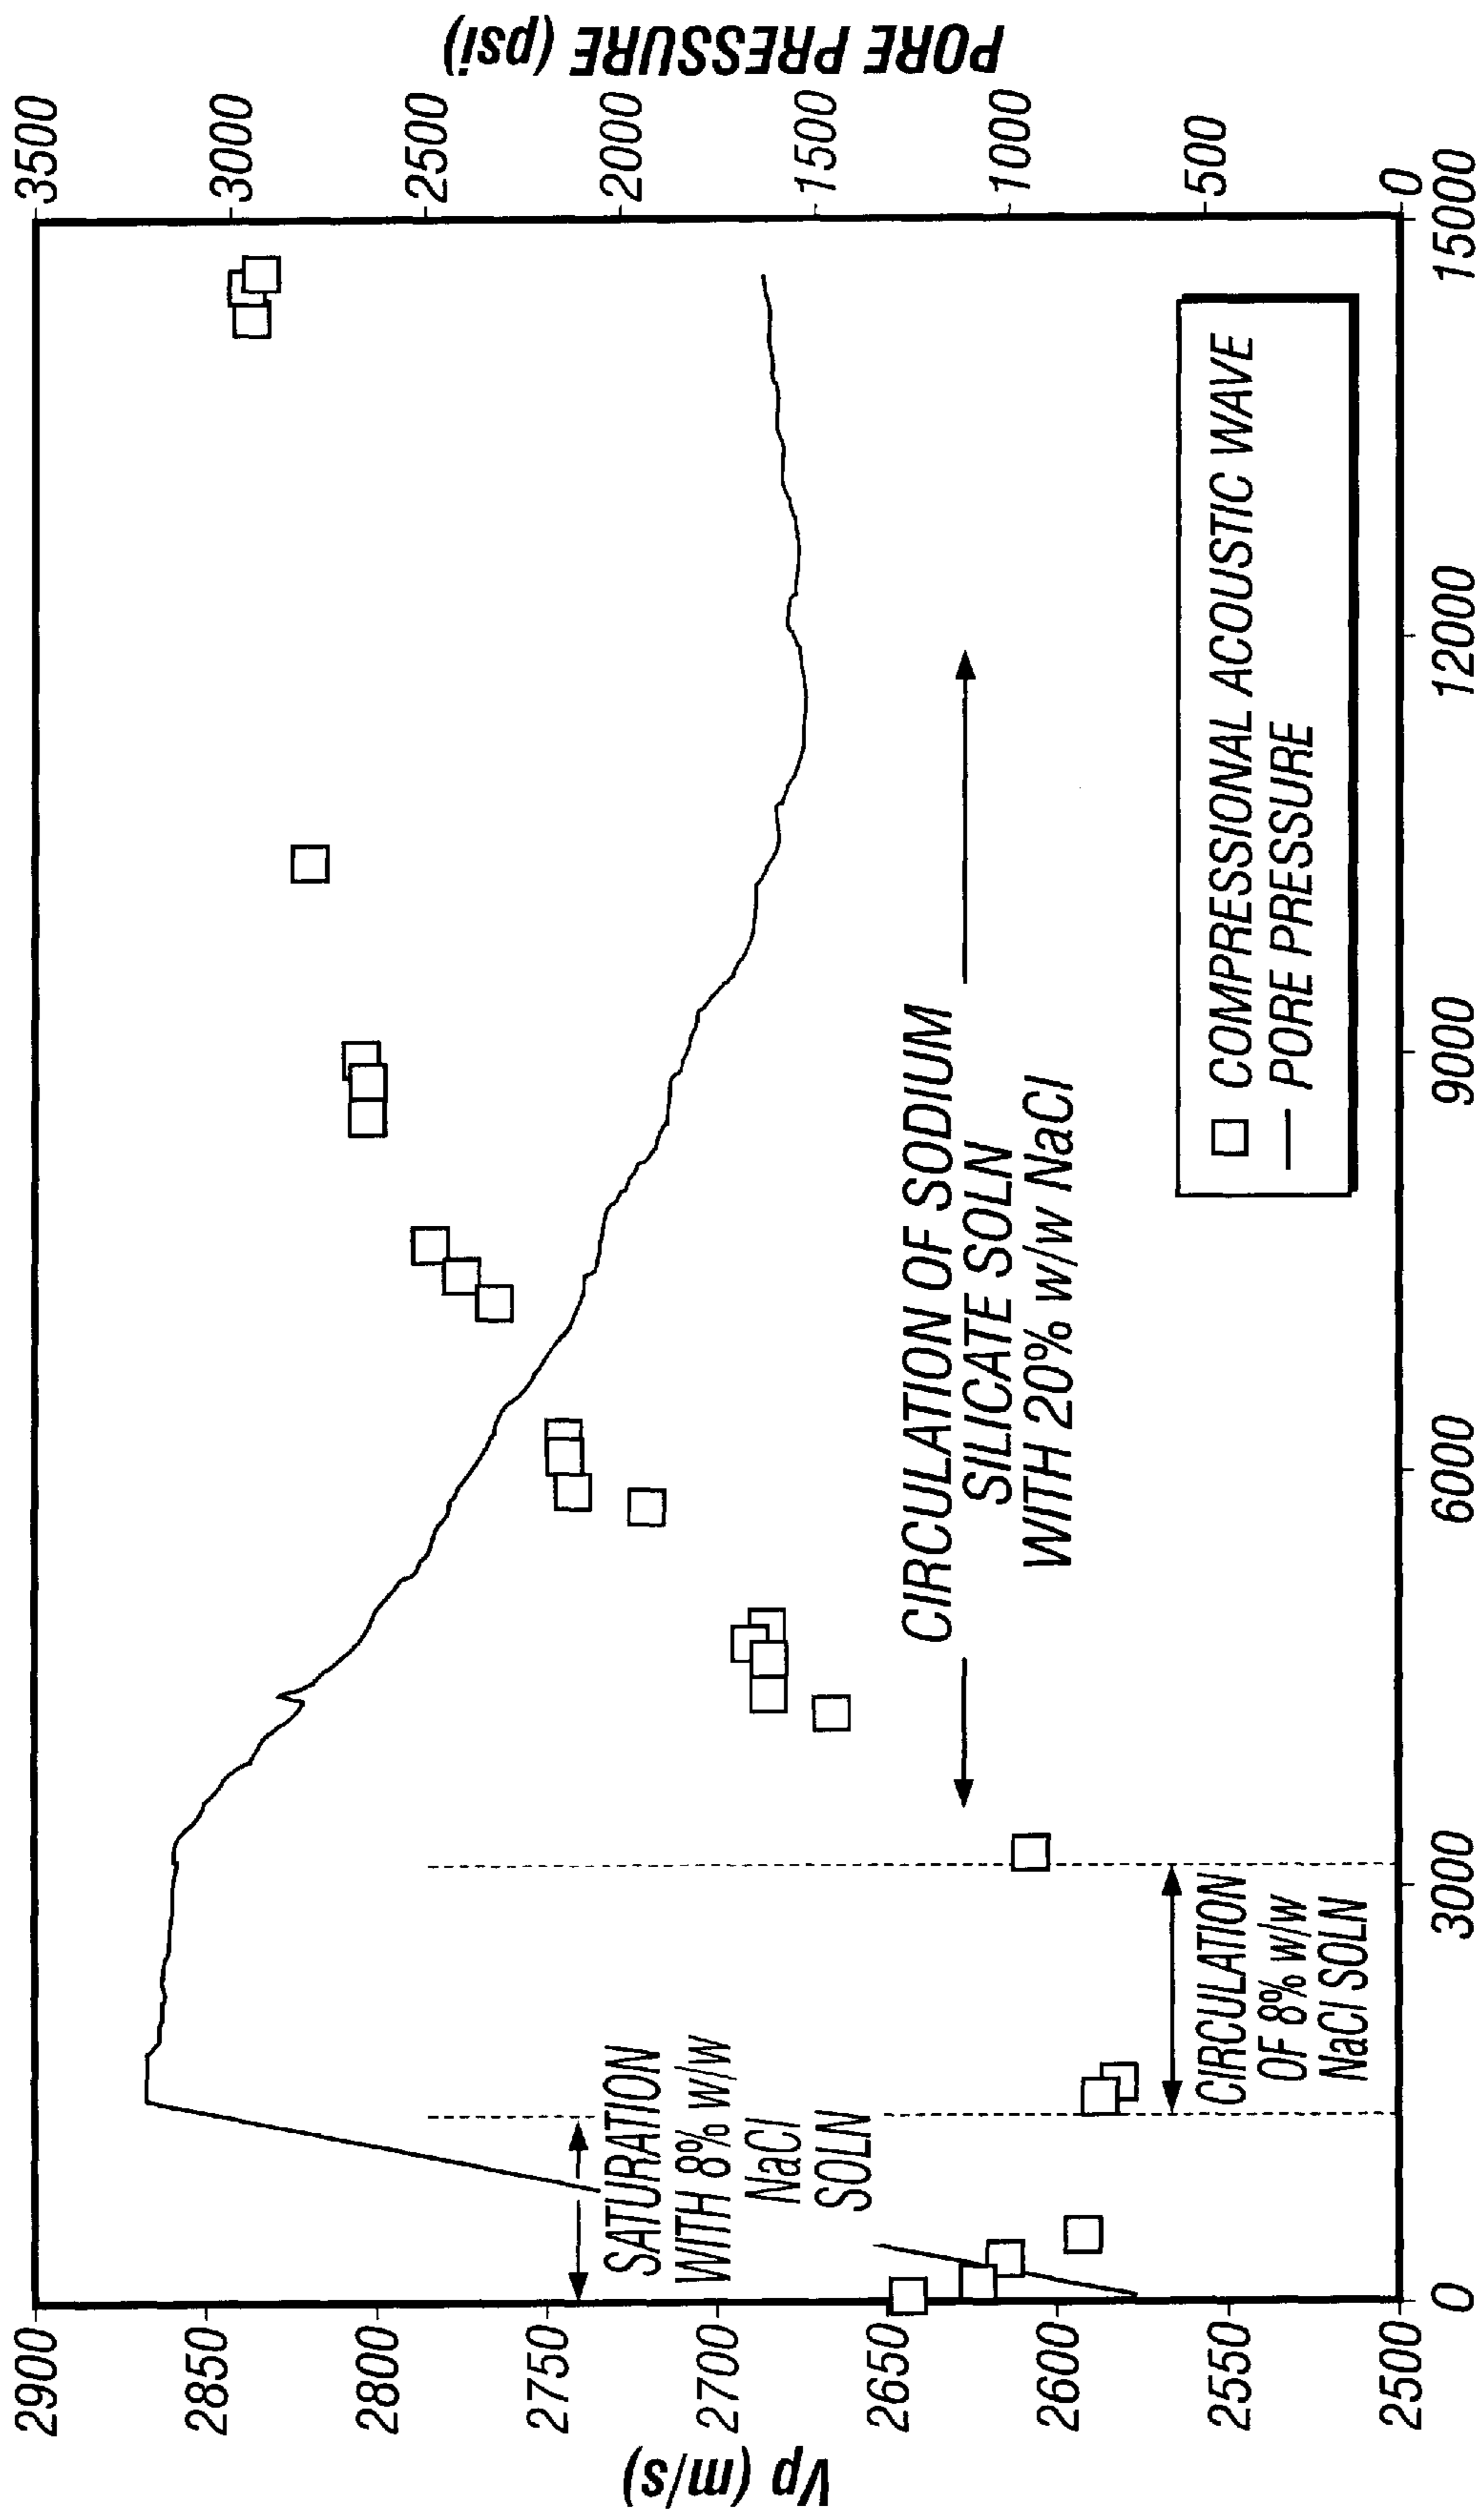 Vp (m/s)
2900
2850
2800
2750
2700
2650
2600
2550
2500
SATURATION
WITH 8% w/w
NaCl
SOLN
CIRCULATION
OF 8% w/w
NaCl SOLN
CIRCULATION OF SODIUM
SILICATE SOLN
WITH 20% w/w NaCl
COMPRESSIONAL ACOUSTIC WAVE
PORE PRESSURE
0
3000
6000
9000
12000
15000
3500
3000
2500
2000
1500
1000
500
0
PORE PRESSURE (psi)